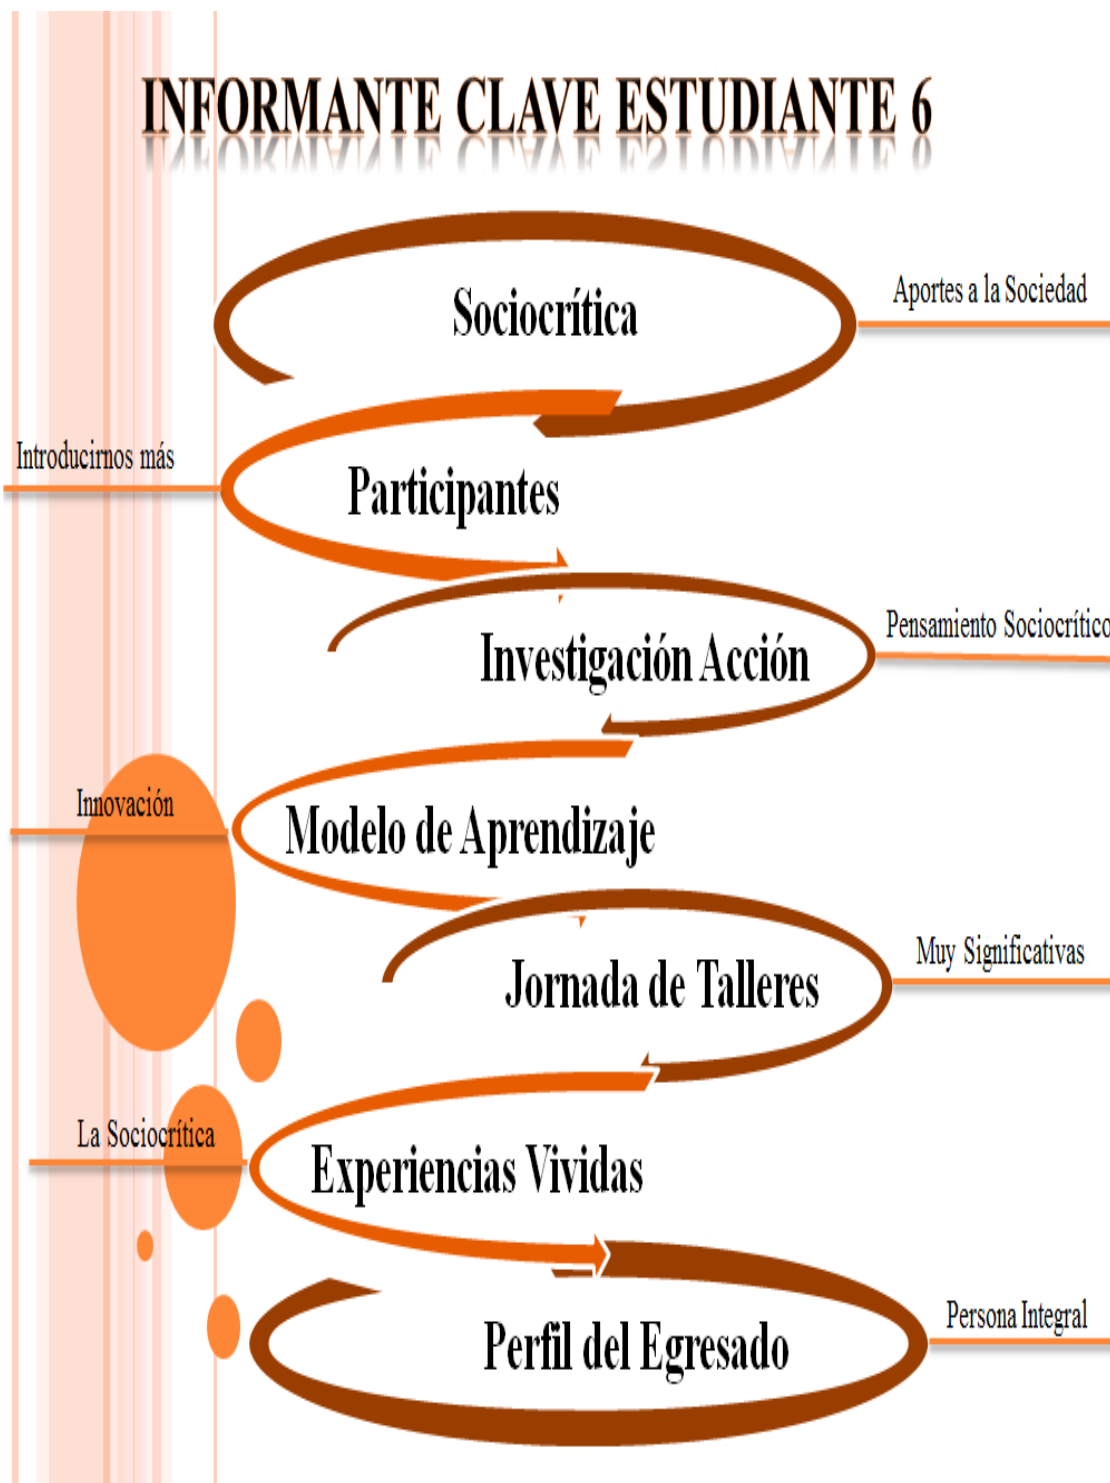 INFORMANTE CLAVE ESTUDIANTE 6
Sociocrítica
Aportes a la Sociedad
Introducirnos más
Participantes
Investigación Acción
Pensamiento Sociocrítico
Innovación
Modelo de Aprendizaje
Jornada de Talleres
Muy Significativas
La Sociocrítica
Experiencias Vividas
Perfil del Egresado
Persona Integral